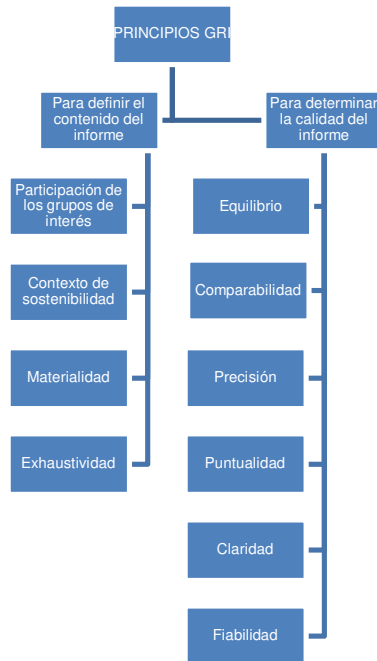 PRINCIPIOS GRI
Para definir el
contenido del
informe
Participación de
los grupos de
interés
Contexto de
sostenibilidad
Materialidad
Exhaustividad
Para determinar
la calidad del
informe
Equilibrio
Comparabilidad
Precisión
Puntualidad
Claridad
Fiabilidad